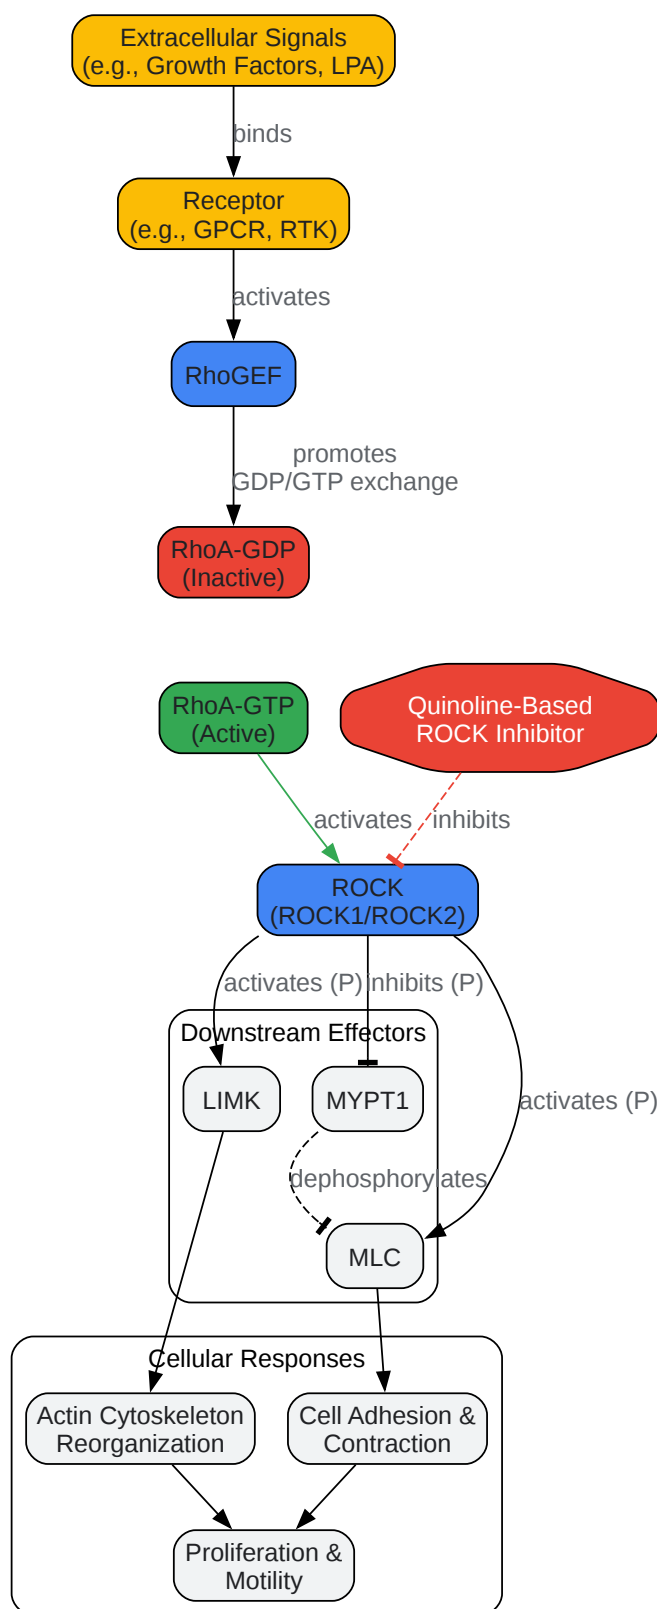 Extracellular Signals
(e.g., Growth Factors, LPA)
binds
Receptor
(e.g., GPCR, RTK)
activates
RhoGEF
promotes
GDP/GTP exchange
RhoA-GDP
(Inactive)
RhoA-GTP
(Active)
Quinoline-Based
ROCK Inhibitor
activates
inhibits
ROCK
(ROCK1/ROCK2)
activates (P)
inhibits (P)
Downstream Effectors
LIMK
MYPT1
activates (P)
dephosphorylates
MLC
Cellular Responses
Actin Cytoskeleton
Reorganization
Cell Adhesion &
Contraction
Proliferation &
Motility